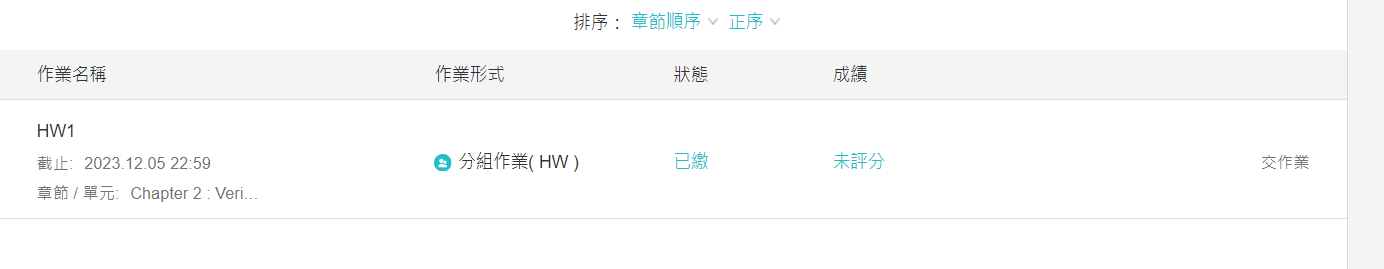 排序： 章節順序 正序
作業名稱 作業形式 狀態 成績
HW1
截止: 2023.12.05 22:59
分組作業( HW ) 已繳 未評分 交作業
章節 / 單元: Chapter 2 : Veri...